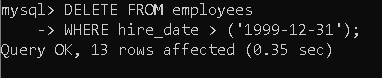 mysql> DELETE FROM employees
    -> WHERE hire_date > ('1999-12-31');
Query OK, 13 rows affected (0.35 sec)